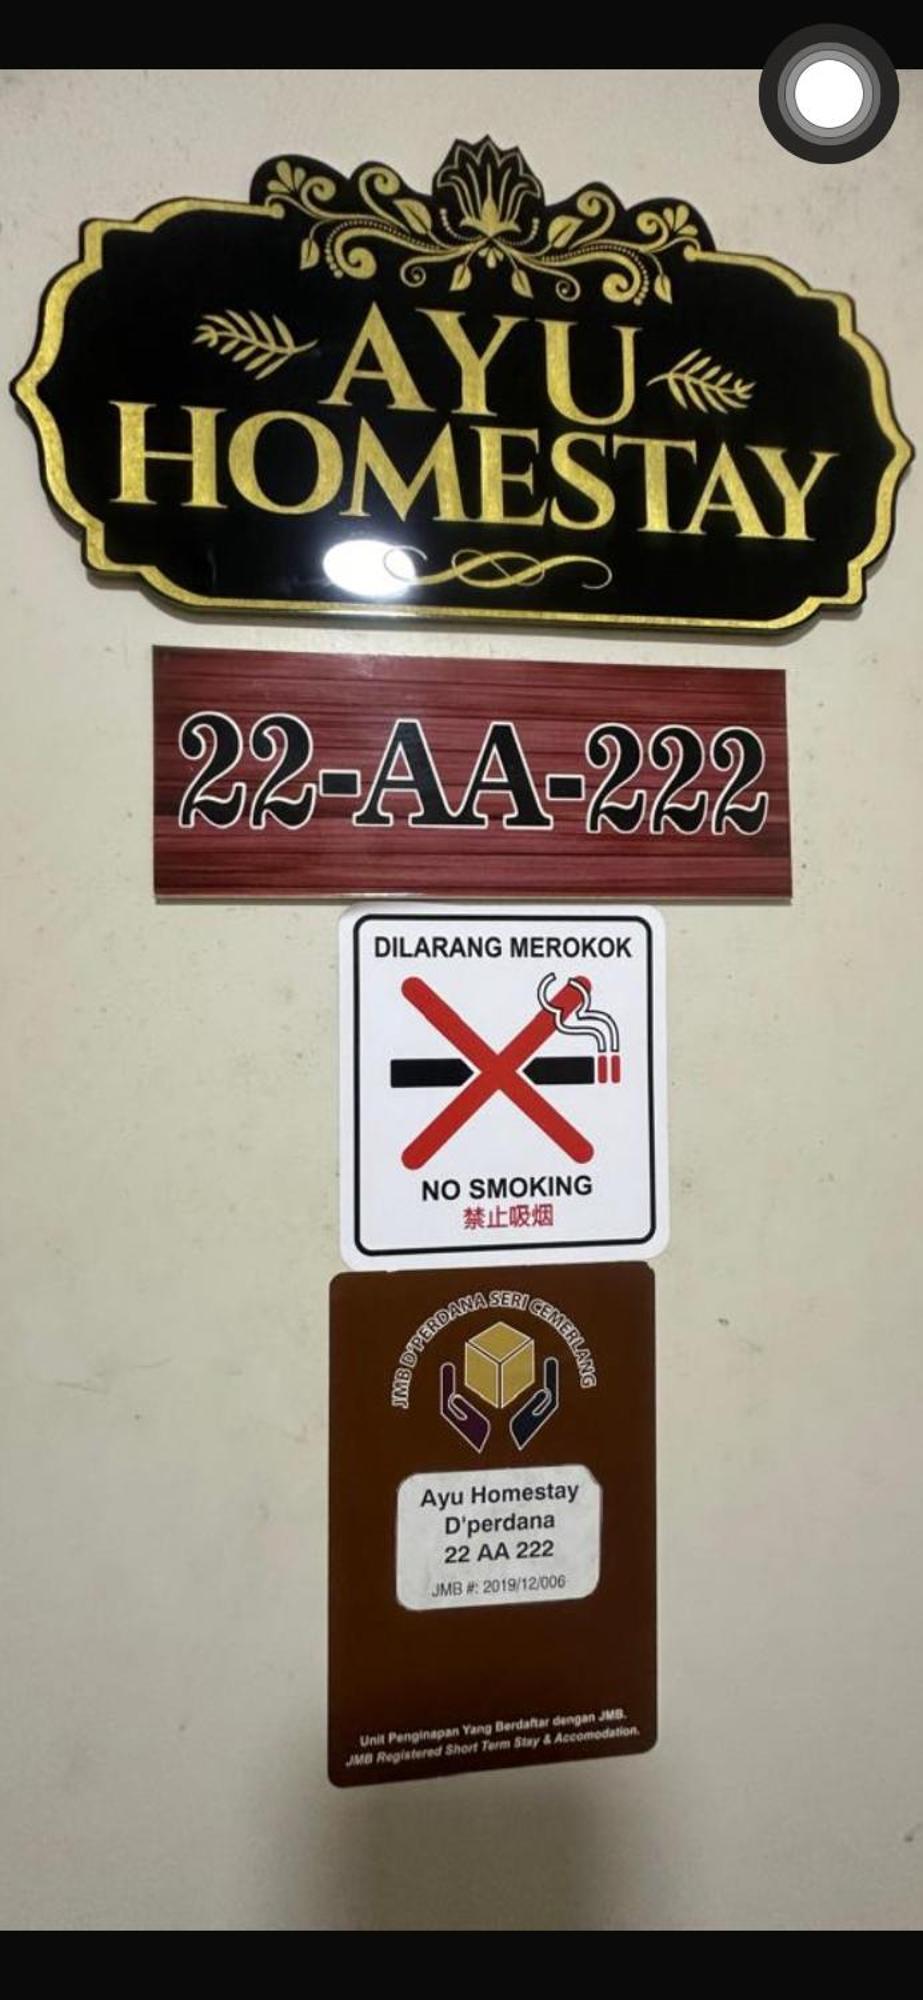 AYU
HOMESTAY
22-AA-222
DILARANG MEROKOK
NO SMOKING
禁止吸烟
JMB D'PERDANA SERI CEMERLANG
Ayu Homestay
D'perdana
22 AA 222
JMB #: 2019/12/006
Unit Penginapan Yang Berdaftar dengan JMB.
JMB Registered Short Term Stay & Accomodation.